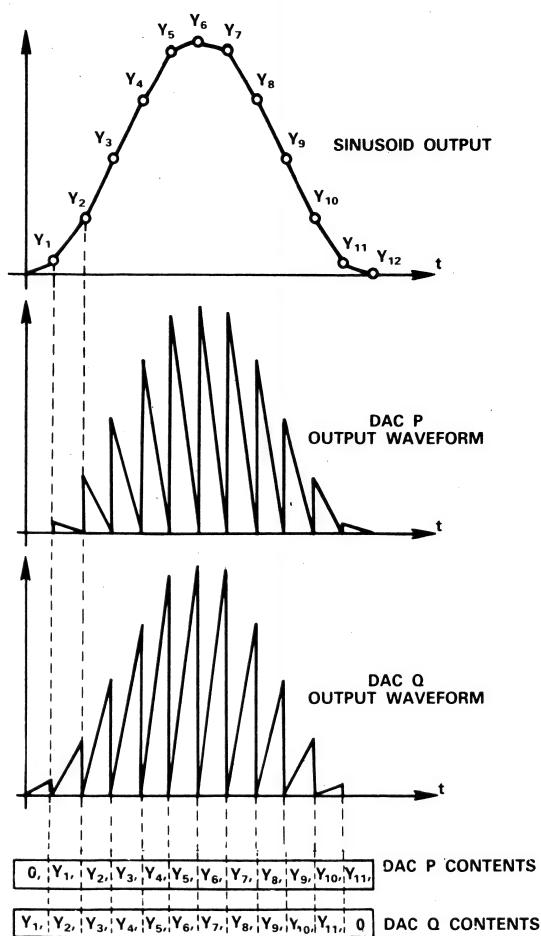 Y6
Y5
Y7
Y4
Y8
Y3
Y9
SINUSOID OUTPUT
Y2
Y10
Y1
Y11
Y12
t
DAC P
OUTPUT WAVEFORM
t
DAC Q
OUTPUT WAVEFORM
t
0, Y1, Y2, Y3, Y4, Y5, Y6, Y7, Y8, Y9, Y10, Y11, DAC P CONTENTS
Y1, Y2, Y3, Y4, Y5, Y6, Y7, Y8, Y9, Y10, Y11, 0 DAC Q CONTENTS